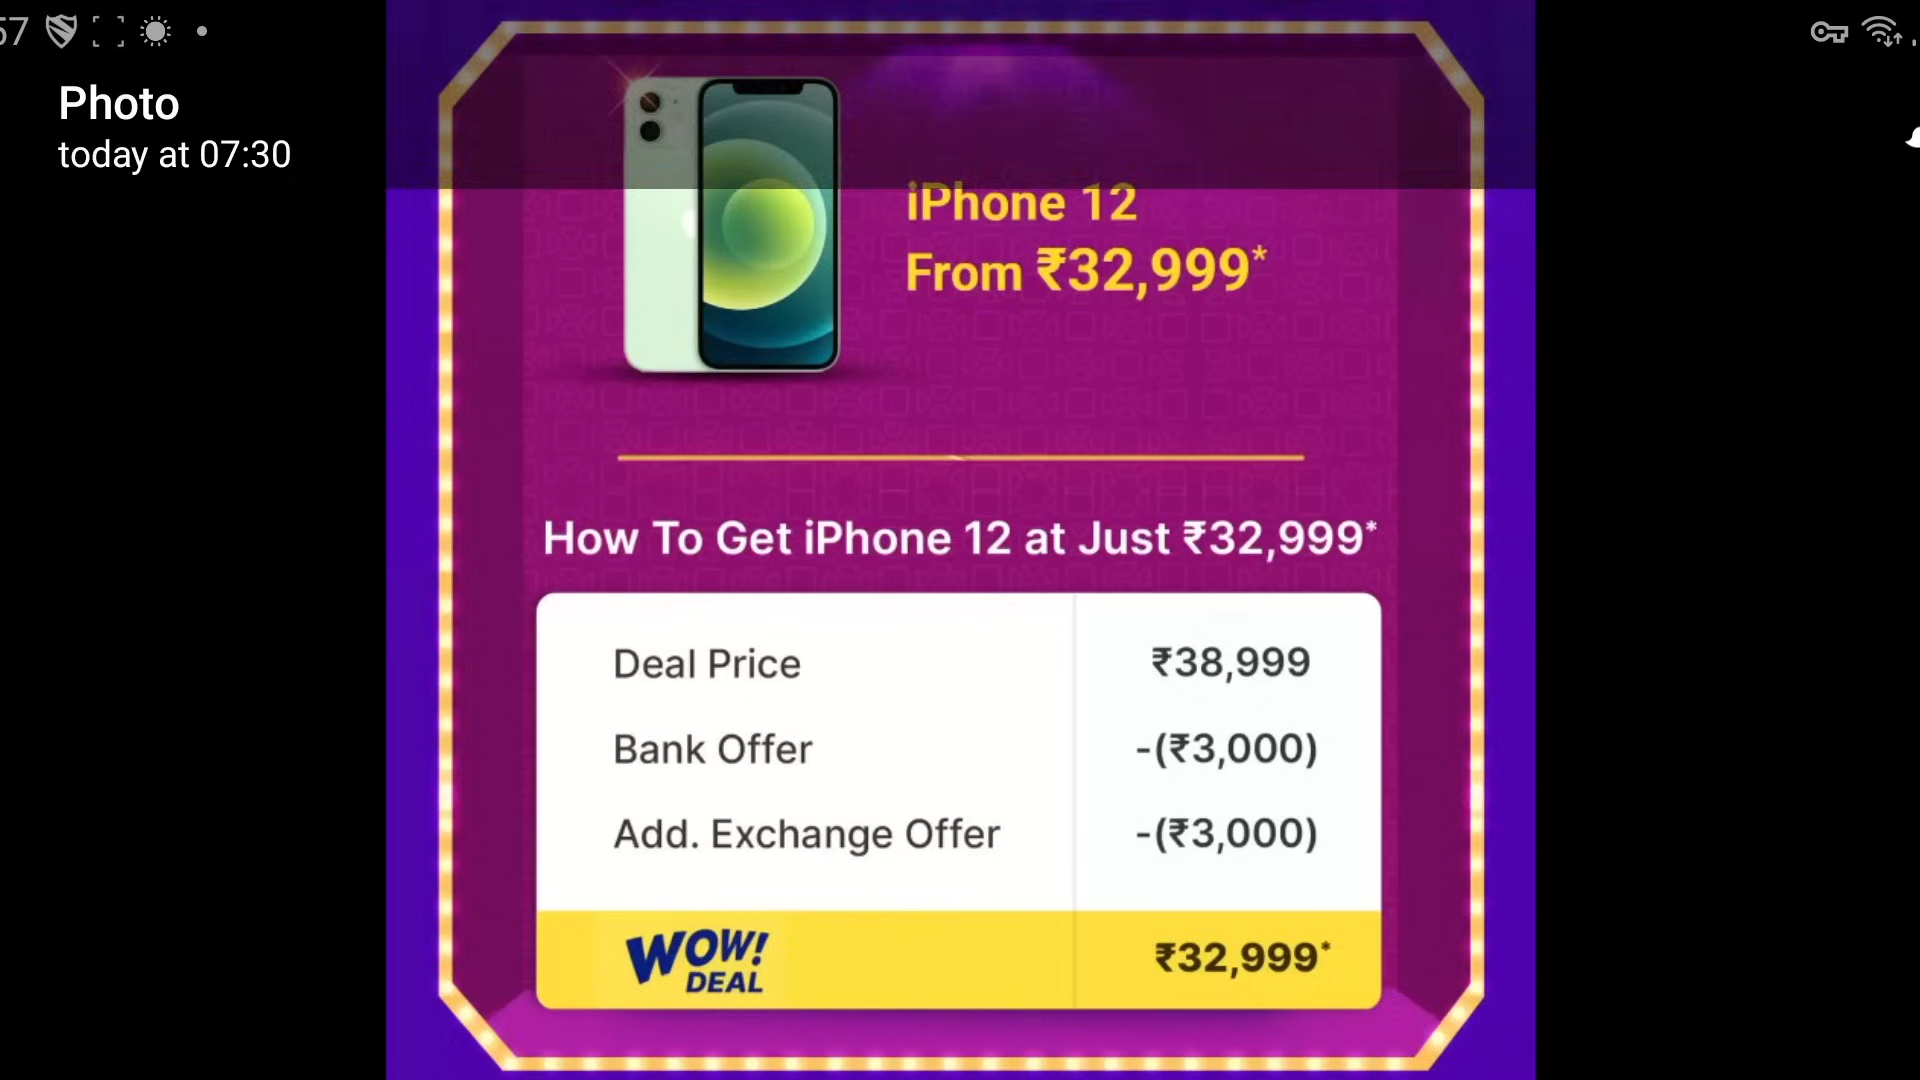 57
Photo
today at 07:30
iPhone 12
From ₹32,999*
How To Get iPhone 12 at Just ₹32,999*
Deal Price ₹38,999
Bank Offer -(₹3,000)
Add. Exchange Offer -(₹3,000)
WOW! DEAL ₹32,999*